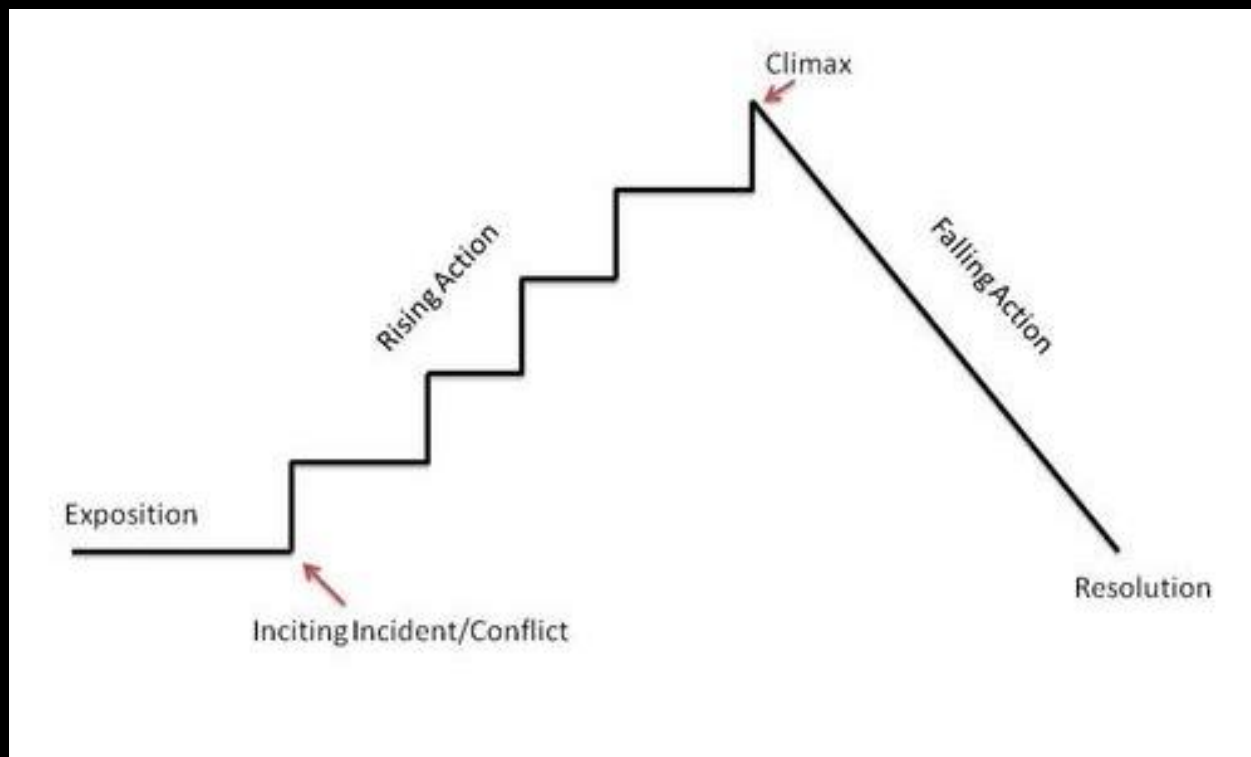 Climax
Rising Action
Falling Action
Exposition
Resolution
Inciting Incident/Conflict